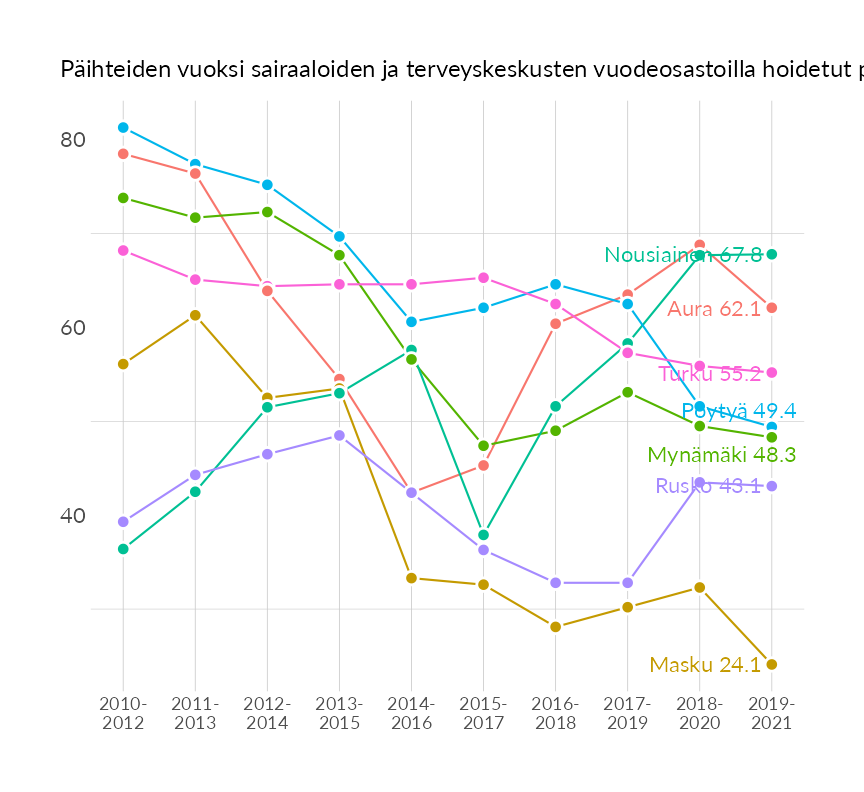 Päihteiden vuoksi sairaaloiden ja terveyskeskusten vuodeosastoilla hoidetut
80
60
40
Nousiainen 67.8
Aura 62.1
Turku 55.2
Pöytyä 49.4
Mynämäki 48.3
Rusko 43.1
Masku 24.1
2010- 2011- 2012- 2013- 2014- 2015- 2016- 2017- 2018- 2019-
2012 2013 2014 2015 2016 2017 2018 2019 2020 2021